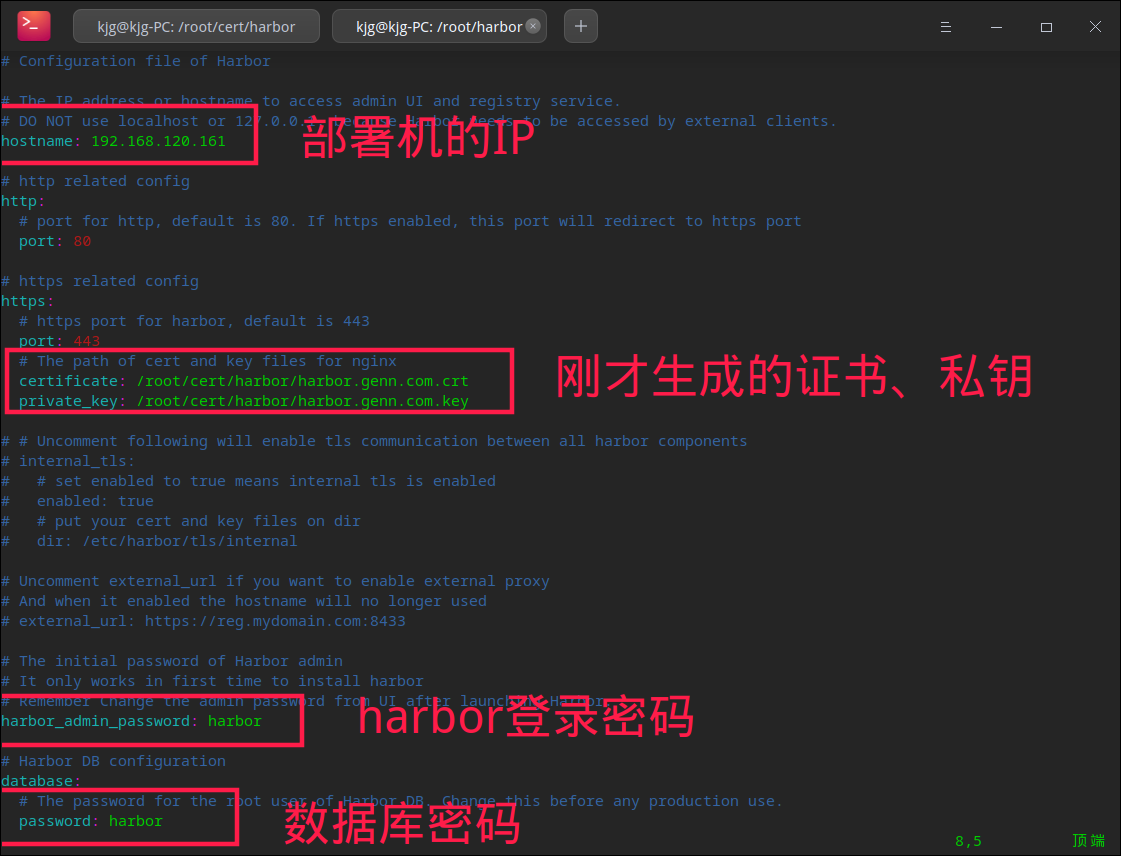 kjg@kjg-PC: /root/cert/harbor
kjg@kjg-PC: /root/harbor
# Configuration file of Harbor
# The IP address or hostname to access admin UI and registry service.
# DO NOT use localhost or 127.0.0.1, because Harbor needs to be accessed by external clients.
部署机的IP
hostname: 192.168.120.161
# http related config
http:
# port for http, default is 80. If https enabled, this port will redirect to https port
port: 80
# https related config
https:
# https port for harbor, default is 443
port: 443
# The path of cert and key files for nginx
certificate: /root/cert/harbor/harbor.genn.com.crt
刚才生成的证书、私钥
private_key: /root/cert/harbor/harbor.genn.com.key
# # Uncomment following will enable tls communication between all harbor components
# internal_tls:
#   # set enabled to true means internal tls is enabled
#   enabled: true
#   # put your cert and key files on dir
#   dir: /etc/harbor/tls/internal
# Uncomment external_url if you want to enable external proxy
# And when it enabled the hostname will no longer used
# external_url: https://reg.mydomain.com:8433
# The initial password of Harbor admin
# It only works in first time to install harbor
# Remember Change the admin password from UI after launching Harbor.
harbor_admin_password: harbor
harbor登录密码
# Harbor DB configuration
database:
# The password for the root user of Harbor DB. Change this before any production use.
password: harbor
数据库密码
8,5
顶端